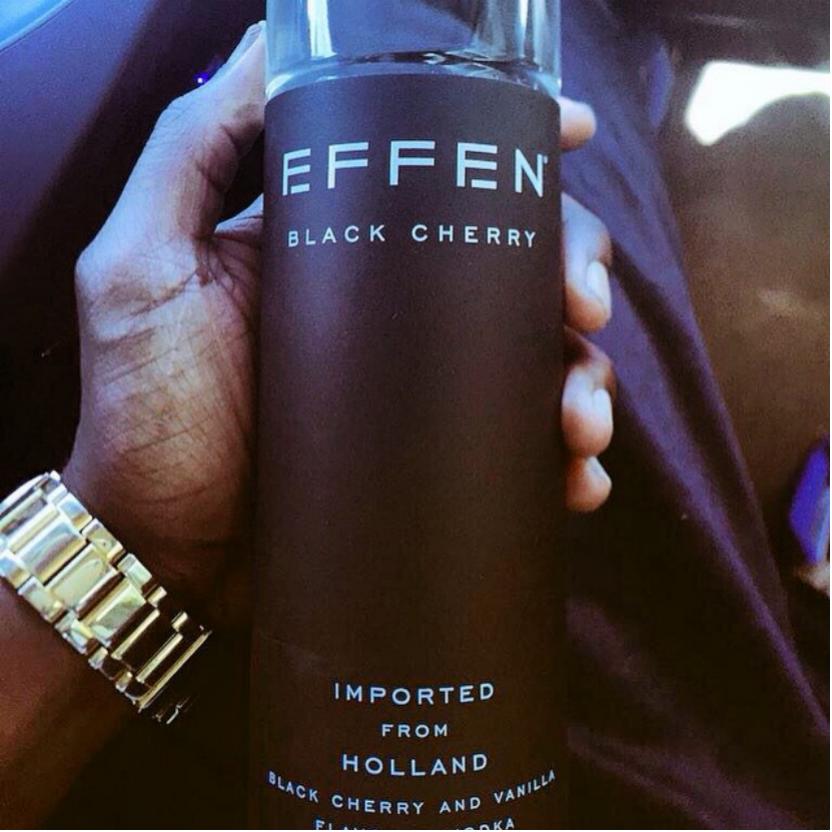 EFFEN®
BLACK CHERRY
IMPORTED
FROM
HOLLAND
BLACK CHERRY AND VANILLA